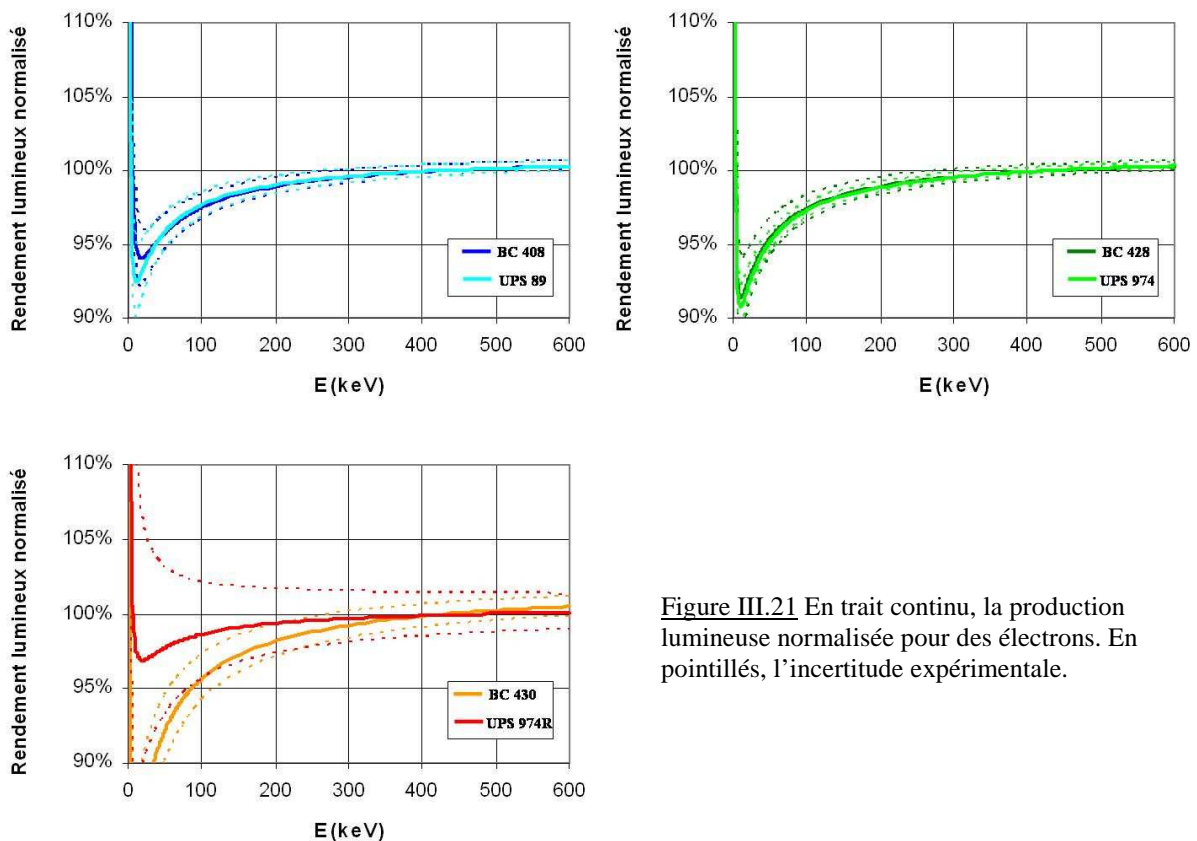 Rendement lumineux normalisé
110%
105%
100%
95%
90%
BC 408
UPS 89
0 100 200 300 400 500 600
E (keV)
Rendement lumineux normalisé
110%
105%
100%
95%
90%
BC 428
UPS 974
0 100 200 300 400 500 600
E (keV)
Rendement lumineux normalisé
110%
105%
100%
95%
90%
BC 430
UPS 974R
0 100 200 300 400 500 600
E (keV)
Figure III.21 En trait continu, la production
lumineuse normalisée pour des électrons. En
pointillés, l’incertitude expérimentale.